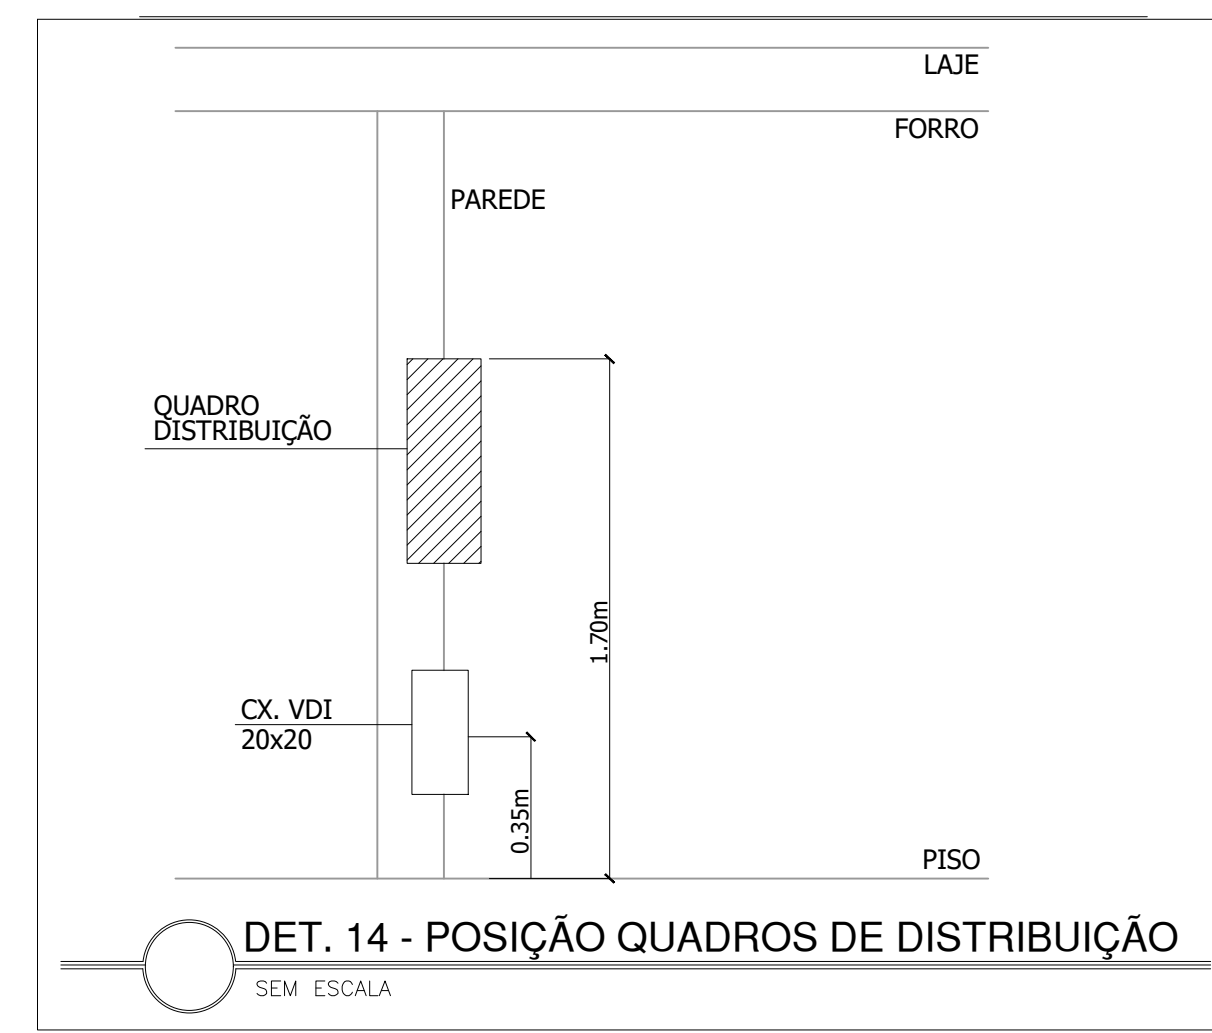 LAJE
FORRO
PAREDE
QUADRO
DISTRIBUIÇÃO
1.70m
CX. VDI
20x20
0.35m
PISO
DET. 14 - POSIÇÃO QUADROS DE DISTRIBUIÇÃO
SEM ESCALA